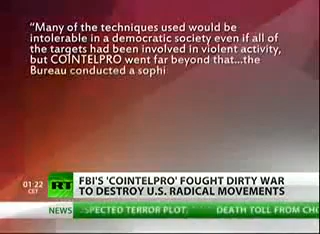 “Many of the techniques used would be
intolerable in a democratic society even if all of
the targets had been involved in violent activity,
but COINTELPRO went far beyond that...the
Bureau conducted a sophi
01:22
CET
RT
FBI'S 'COINTELPRO' FOUGHT DIRTY WAR
TO DESTROY U.S. RADICAL MOVEMENTS
NEWS
SPECTED TERROR PLOT.
DEATH TOLL FROM CHO